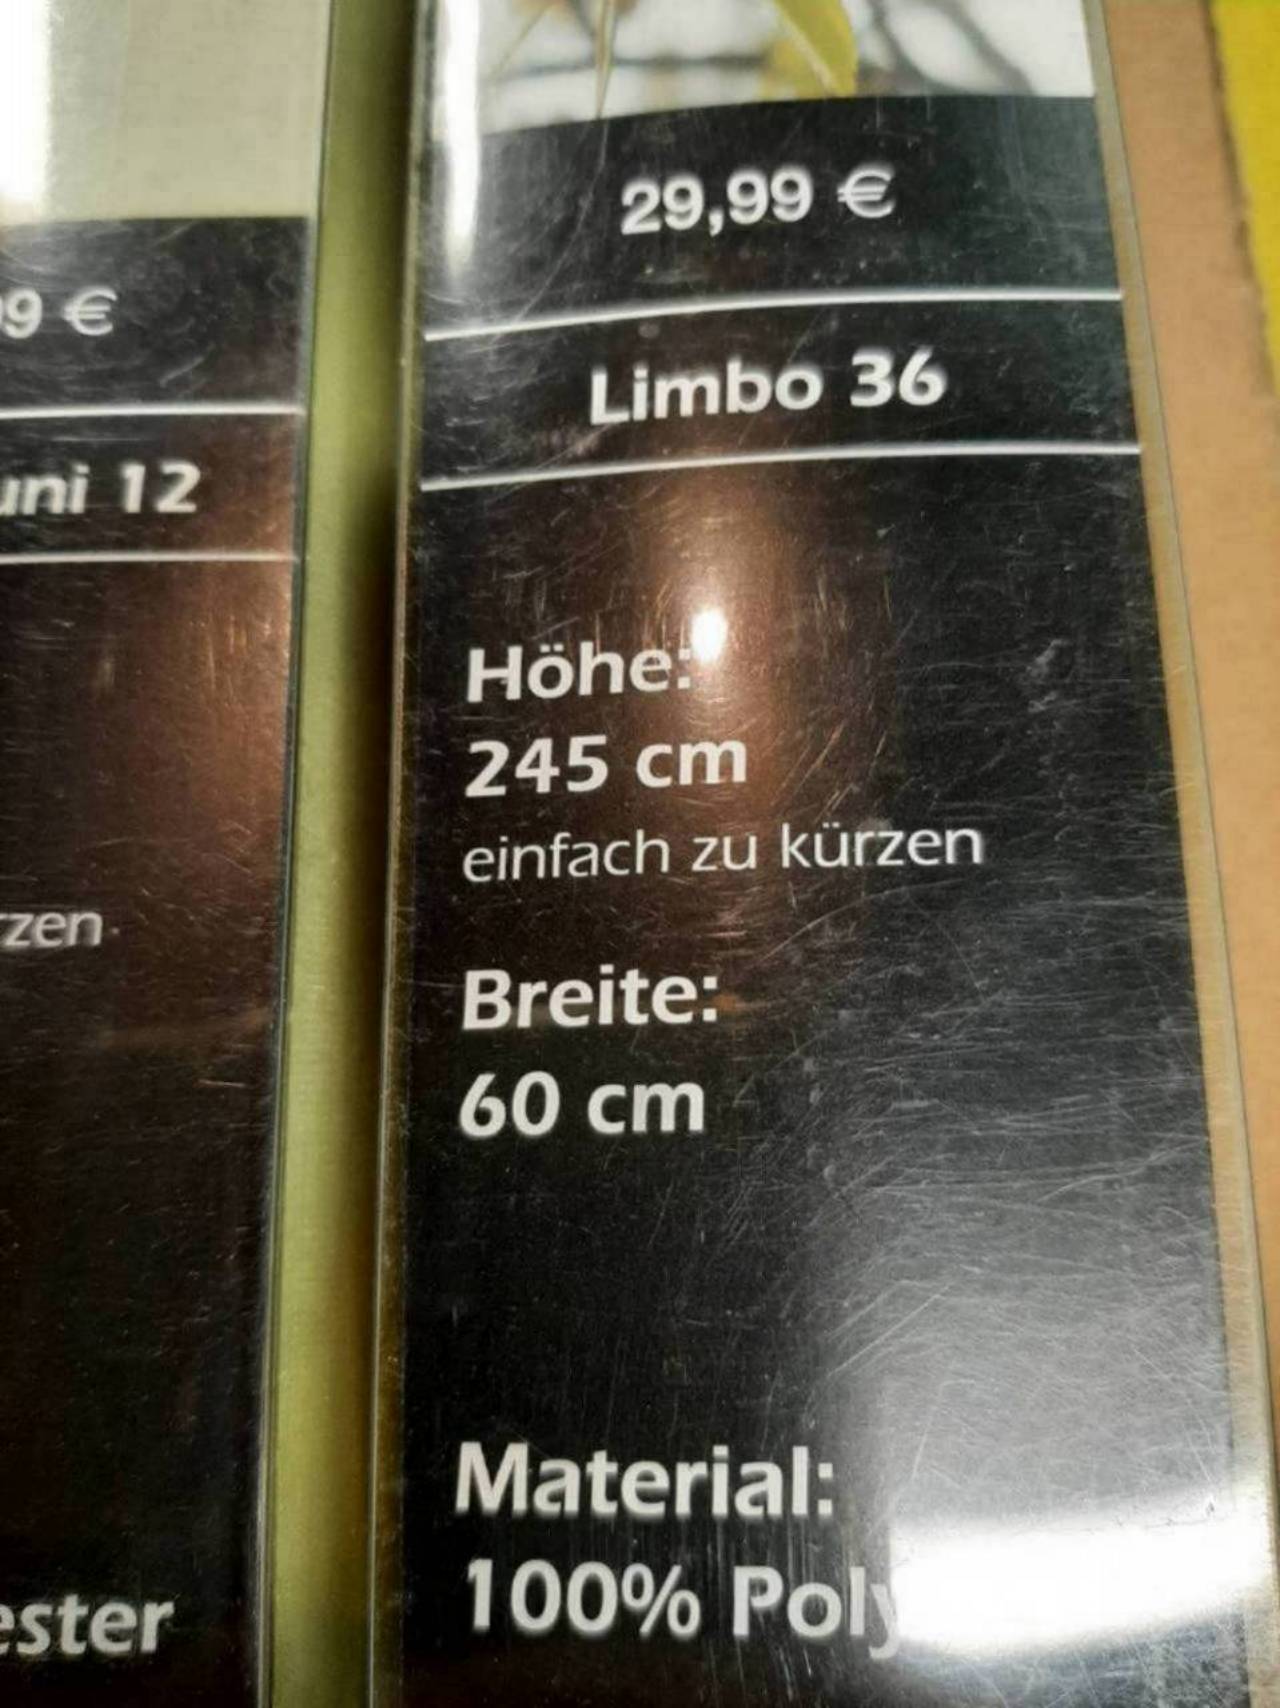 9 €
uni 12
rzen
ester
29,99 €
Limbo 36
Höhe:
245 cm
einfach zu kürzen
Breite:
60 cm
Material:
100% Poly